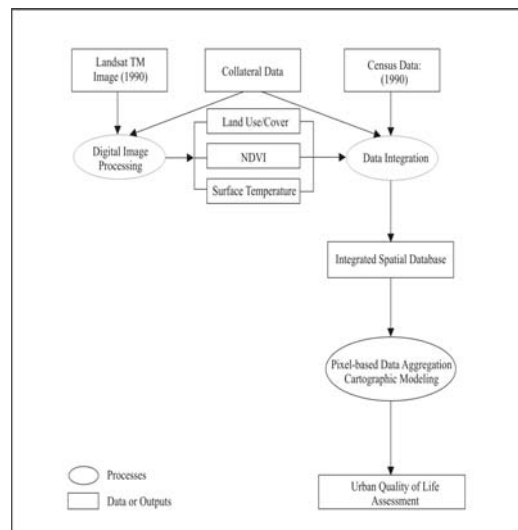 Landsat TM
Image (1990)
Collateral Data
Census Data:
(1990)
Land Use/Cover
Digital Image
Processing
NDVI
Data Integration
Surface Temperature
Integrated Spatial Database
Pixel-based Data Aggregation
Cartographic Modeling
Processes
Data or Outputs
Urban Quality of Life
Assessment